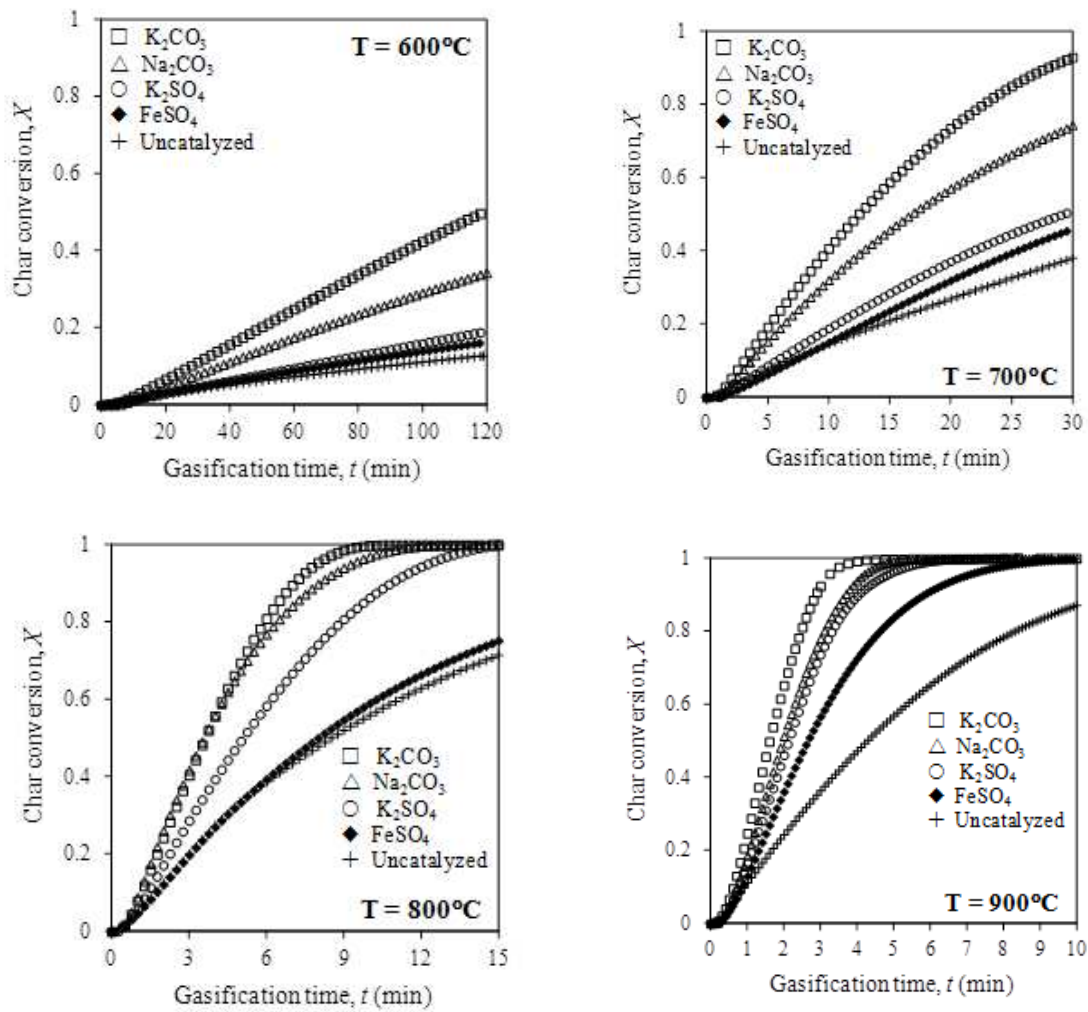 T = 600°C
K₂CO₃
Na₂CO₃
K₂SO₄
FeSO₄
Uncatalyzed
Char conversion, X
1
0.8
0.6
0.4
0.2
0
0 20 40 60 80 100 120
Gasification time, t (min)
K₂CO₃
Na₂CO₃
K₂SO₄
FeSO₄
Uncatalyzed
T = 700°C
Char conversion, X
1
0.8
0.6
0.4
0.2
0
0 5 10 15 20 25 30
Gasification time, t (min)
Char conversion, X
1
0.8
0.6
0.4
0.2
0
K₂CO₃
Na₂CO₃
K₂SO₄
FeSO₄
Uncatalyzed
T = 800°C
0 3 6 9 12 15
Gasification time, t (min)
Char conversion, X
1
0.8
0.6
0.4
0.2
0
K₂CO₃
Na₂CO₃
K₂SO₄
FeSO₄
Uncatalyzed
T = 900°C
0 1 2 3 4 5 6 7 8 9 10
Gasification time, t (min)